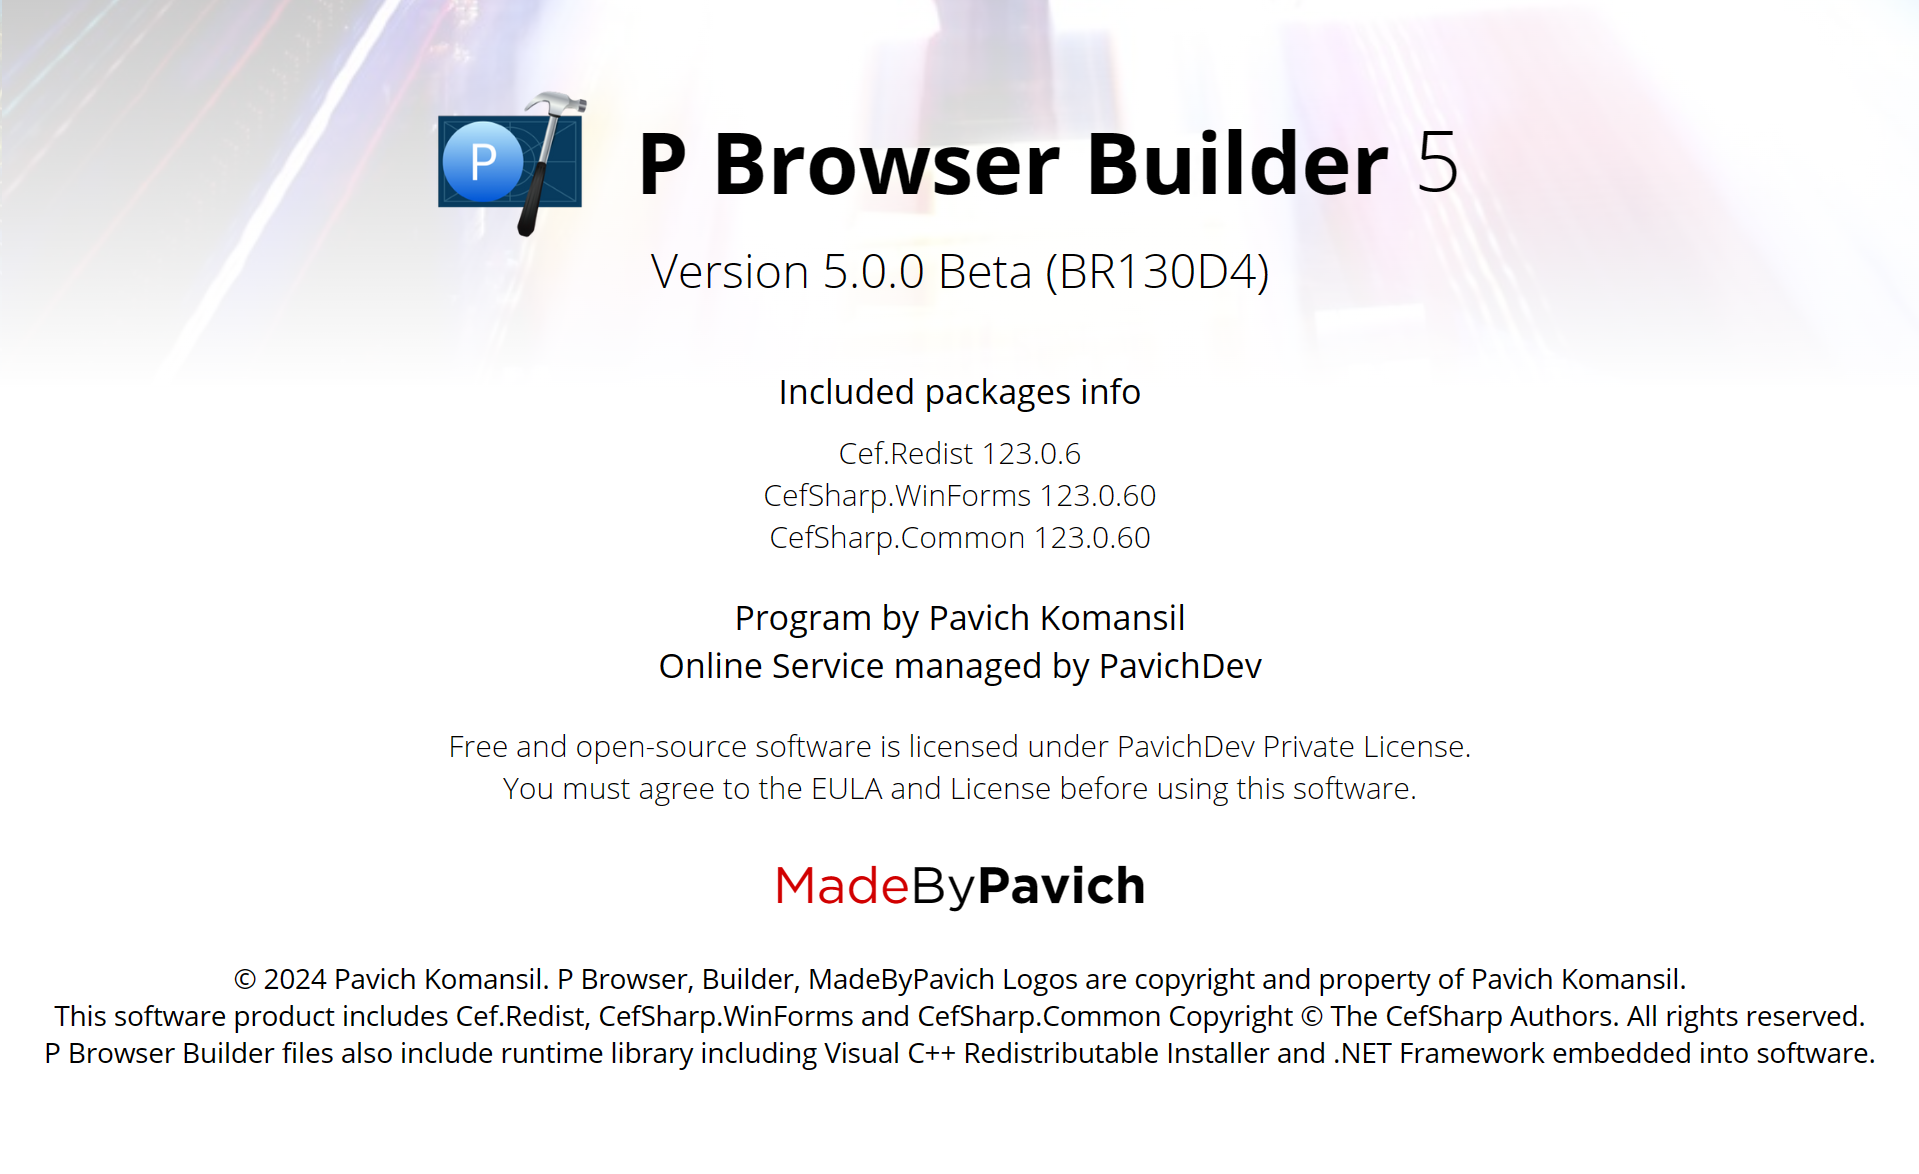 P
P Browser Builder 5
Version 5.0.0 Beta (BR130D4)
Included packages info
Cef.Redist 123.0.6
CefSharp.WinForms 123.0.60
CefSharp.Common 123.0.60
Program by Pavich Komansil
Online Service managed by PavichDev
Free and open-source software is licensed under PavichDev Private License.
You must agree to the EULA and License before using this software.
MadeByPavich
© 2024 Pavich Komansil. P Browser, Builder, MadeByPavich Logos are copyright and property of Pavich Komansil.
This software product includes Cef.Redist, CefSharp.WinForms and CefSharp.Common Copyright © The CefSharp Authors. All rights reserved.
P Browser Builder files also include runtime library including Visual C++ Redistributable Installer and .NET Framework embedded into software.